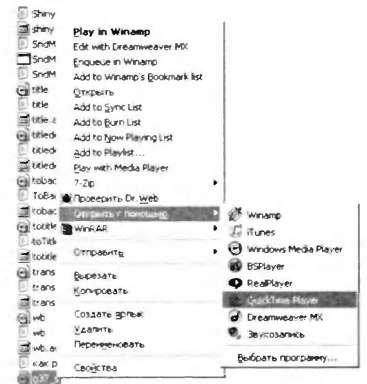 Shiny
shiny
SndM
SndM
SndM
title
title
title.a
titled
titled
titled
tobac
ToBa
tobac
totitle
toTitl
totitle
trans
trans
trans
wb
wb
wb.a
как р
Play in Winamp
Edit with Dreamweaver MX
Enqueue in Winamp
Add to Winamp's Bookmark list
Открыть
Add to Sync List
Add to Burn List
Add to Now Playing List
Add to Playlist...
Play with Media Player
7-Zip
Проверить Dr.Web
Открыть с помощью
WinRAR
Отправить
Вырезать
Копировать
Создать ярлык
Удалить
Переименовать
Свойства
Winamp
iTunes
Windows Media Player
BSPlayer
RealPlayer
QuickTime Player
Dreamweaver MX
Звукозапись
Выбрать программу...